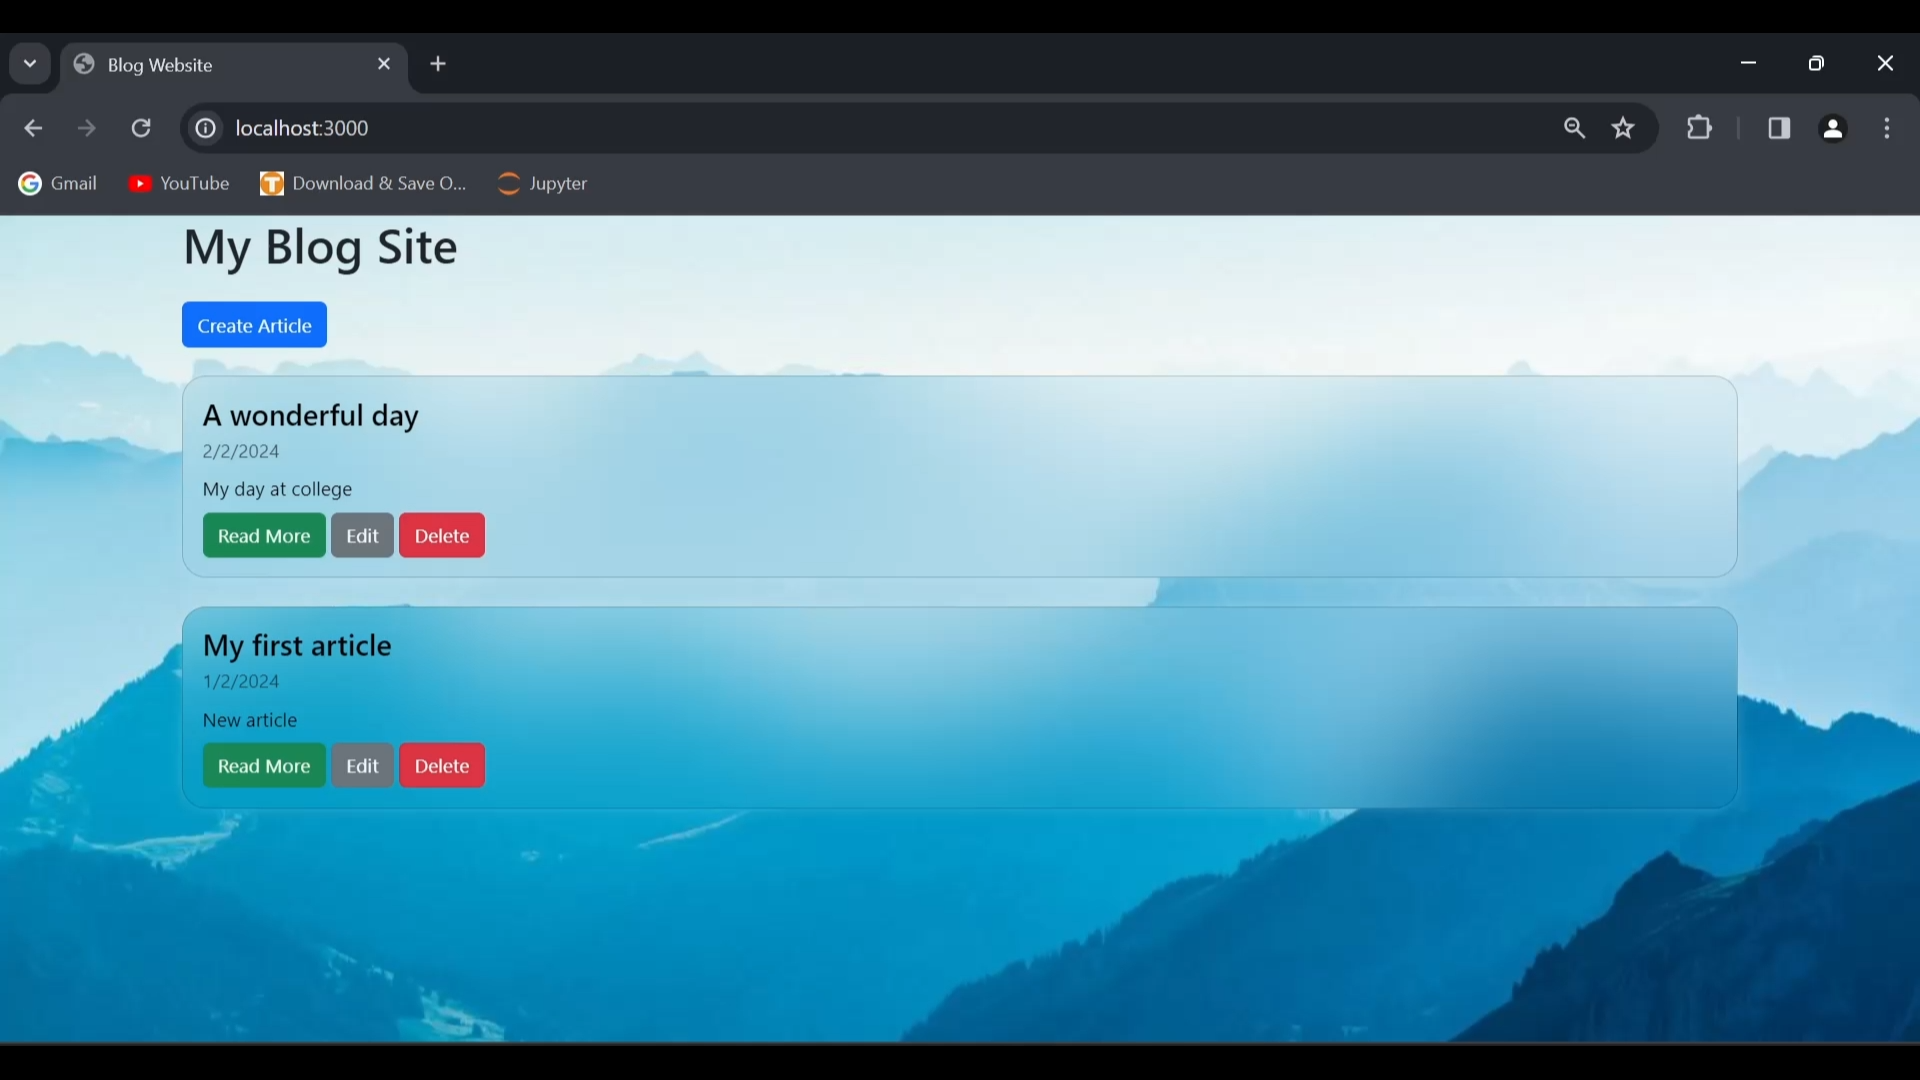 Blog Website
localhost:3000
Gmail YouTube Download & Save O... Jupyter
My Blog Site
Create Article
A wonderful day
2/2/2024
My day at college
Read More Edit Delete
My first article
1/2/2024
New article
Read More Edit Delete